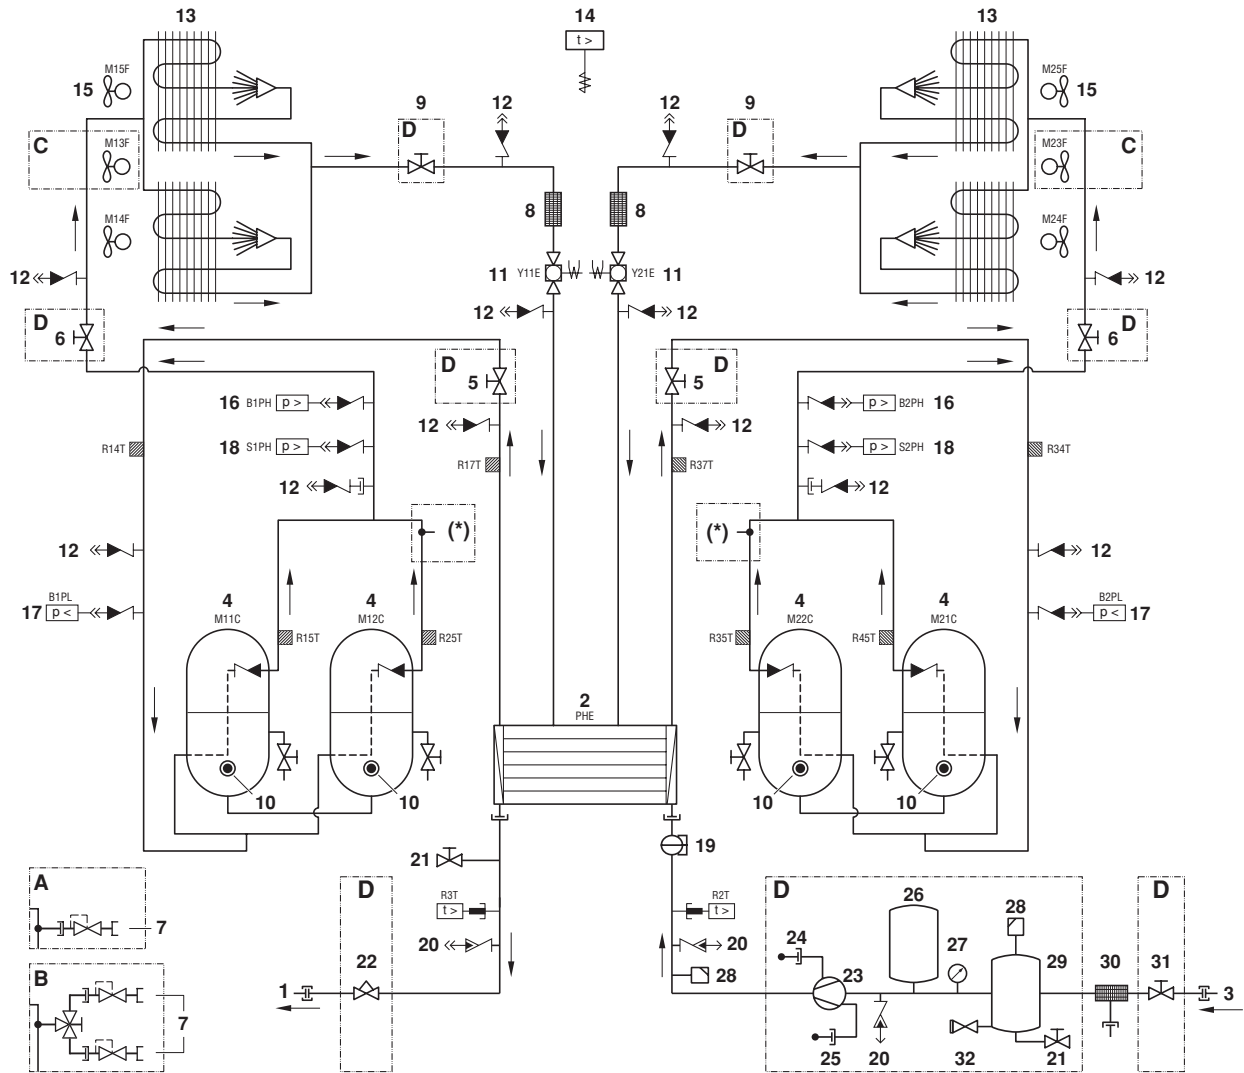 13 14 13
t >
M15F M25F
15 9 12 12 9 15
D D
C M13F M23F C
8 8
M14F M24F
12 11 Y11E Y21E 11 12
12 12
D 6 D D 6 D
5 5
16 B1PH p > p > B2PH 16
12 12
18 S1PH p > p > S2PH 18
R14T R17T R37T R34T
12 12
(*) (*)
12 12
B1PL B2PL
17 p < p < 17
4 4 4 4
M11C M12C M22C M21C
R15T R25T R35T R45T
2
PHE
10 10 10 10
19
21
A D D D
R3T R2T 26
t > t > 28
7 24 27
20 20
B 22 28 23 29 30 31
1 3
7
25 20 32 21